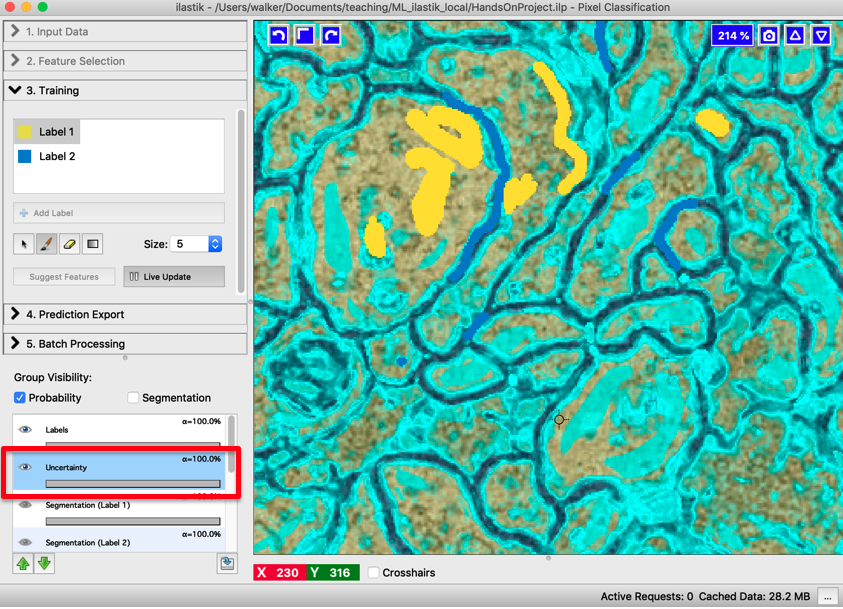 ilastik - /Users/walker/Documents/teaching/ML_ilastik_local/HandsOnProject.ilp - Pixel Classification
1. Input Data
2. Feature Selection
3. Training
Label 1
Label 2
Add Label
Size: 5
Suggest Features
Live Update
4. Prediction Export
5. Batch Processing
Group Visibility:
Probability
Segmentation
α=100.0%
Labels
α=100.0%
Uncertainty
Segmentation (Label 1)
α=100.0%
Segmentation (Label 2)
214 %
X 230 Y 316 Crosshairs
Active Requests: 0 Cached Data: 28.2 MB ...